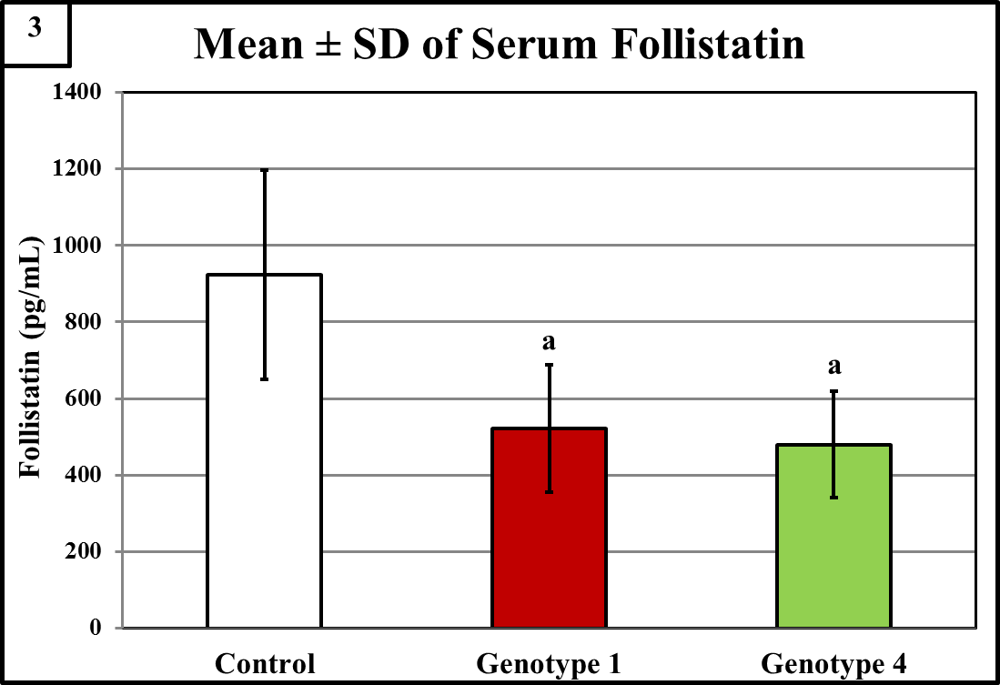 3
Mean ± SD of Serum Follistatin
Follistatin (pg/mL)
1400
1200
1000
800
600
400
200
0
a
a
Control
Genotype 1
Genotype 4